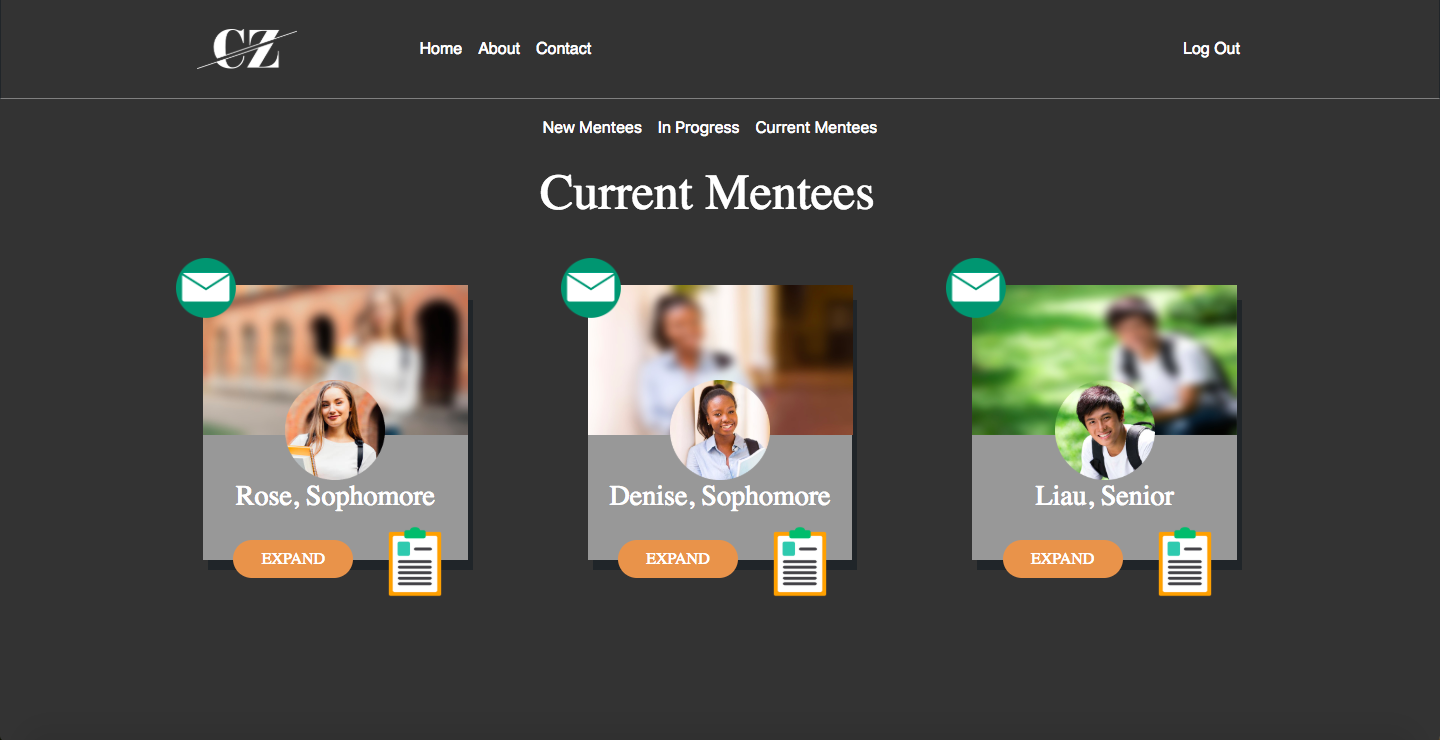 CZ
Home About Contact Log Out
New Mentees In Progress Current Mentees
Current Mentees
Rose, Sophomore Denise, Sophomore Liau, Senior
EXPAND EXPAND EXPAND